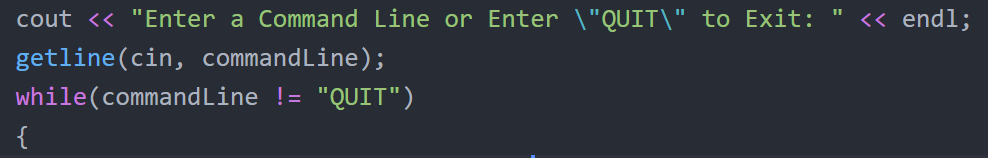 cout << "Enter a Command Line or Enter \"QUIT\" to Exit: " << endl;
getline(cin, commandLine);
while(commandLine != "QUIT")
{